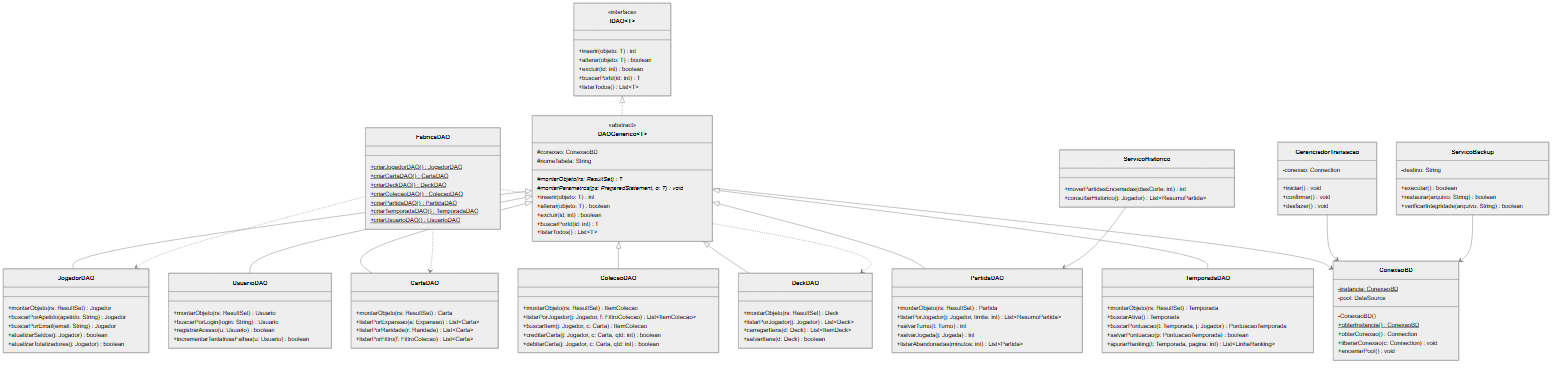 «interface»
IDAO<T>
+inserir(objeto: T) : int
+alterar(objeto: T) : boolean
+excluir(id: int) : boolean
+buscarPorId(id: int) : T
+listarTodos() : List<T>
FabricaDAO
+criarJogadorDAO() : JogadorDAO
+criarCartaDAO() : CartaDAO
+criarDeckDAO() : DeckDAO
+criarColecaoDAO() : ColecaoDAO
+criarPartidaDAO() : PartidaDAO
+criarTemporadaDAO() : TemporadaDAO
+criarUsuarioDAO() : UsuarioDAO
«abstract»
DAOGenerico<T>
#conexao: ConexaoBD
#nomeTabela: String
#montarObjeto(rs: ResultSet) : T
#montarParametros(ps: PreparedStatement, o: T) : void
+inserir(objeto: T) : int
+alterar(objeto: T) : boolean
+excluir(id: int) : boolean
+buscarPorId(id: int) : T
+listarTodos() : List<T>
ServicoHistorico
+moverPartidasEncerradas(diasCorte: int) : int
+consultarHistorico(j: Jogador) : List<ResumoPartida>
GerenciadorTransacao
-conexao: Connection
+iniciar() : void
+confirmar() : void
+desfazer() : void
ServicoBackup
-destino: String
+executar() : boolean
+restaurar(arquivo: String) : boolean
+verificarIntegridade(arquivo: String) : boolean
JogadorDAO
+montarObjeto(rs: ResultSet) : Jogador
+buscarPorApelido(apelido: String) : Jogador
+buscarPorEmail(email: String) : Jogador
+atualizarSaldos(j: Jogador) : boolean
+atualizarTotalizadores(j: Jogador) : boolean
UsuarioDAO
+montarObjeto(rs: ResultSet) : Usuario
+buscarPorLogin(login: String) : Usuario
+registrarAcesso(u: Usuario) : boolean
+incrementarTentativasFalhas(u: Usuario) : boolean
CartaDAO
+montarObjeto(rs: ResultSet) : Carta
+listarPorExpansao(e: Expansao) : List<Carta>
+listarPorRaridade(r: Raridade) : List<Carta>
+listarPorFiltro(f: FiltroColecao) : List<Carta>
ColecaoDAO
+montarObjeto(rs: ResultSet) : ItemColecao
+listarPorJogador(j: Jogador, f: FiltroColecao) : List<ItemColecao>
+buscarItem(j: Jogador, c: Carta) : ItemColecao
+creditarCarta(j: Jogador, c: Carta, qtd: int) : boolean
+debitarCarta(j: Jogador, c: Carta, qtd: int) : boolean
DeckDAO
+montarObjeto(rs: ResultSet) : Deck
+listarPorJogador(j: Jogador) : List<Deck>
+carregarItens(d: Deck) : List<ItemDeck>
+salvarItens(d: Deck) : boolean
PartidaDAO
+montarObjeto(rs: ResultSet) : Partida
+listarPorJogador(j: Jogador, limite: int) : List<ResumoPartida>
+salvarTurno(t: Turno) : int
+salvarJogada(j: Jogada) : int
+listarAbandonadas(minutos: int) : List<Partida>
TemporadaDAO
+montarObjeto(rs: ResultSet) : Temporada
+buscarAtiva() : Temporada
+buscarPontuacao(t: Temporada, j: Jogador) : PontuacaoTemporada
+salvarPontuacao(p: PontuacaoTemporada) : boolean
+apurarRanking(t: Temporada, pagina: int) : List<LinhaRanking>
ConexaoBD
-instancia: ConexaoBD
-pool: DataSource
-ConexaoBD()
+obterInstancia() : ConexaoBD
+obterConexao() : Connection
+liberarConexao(c: Connection) : void
+encerrarPool() : void